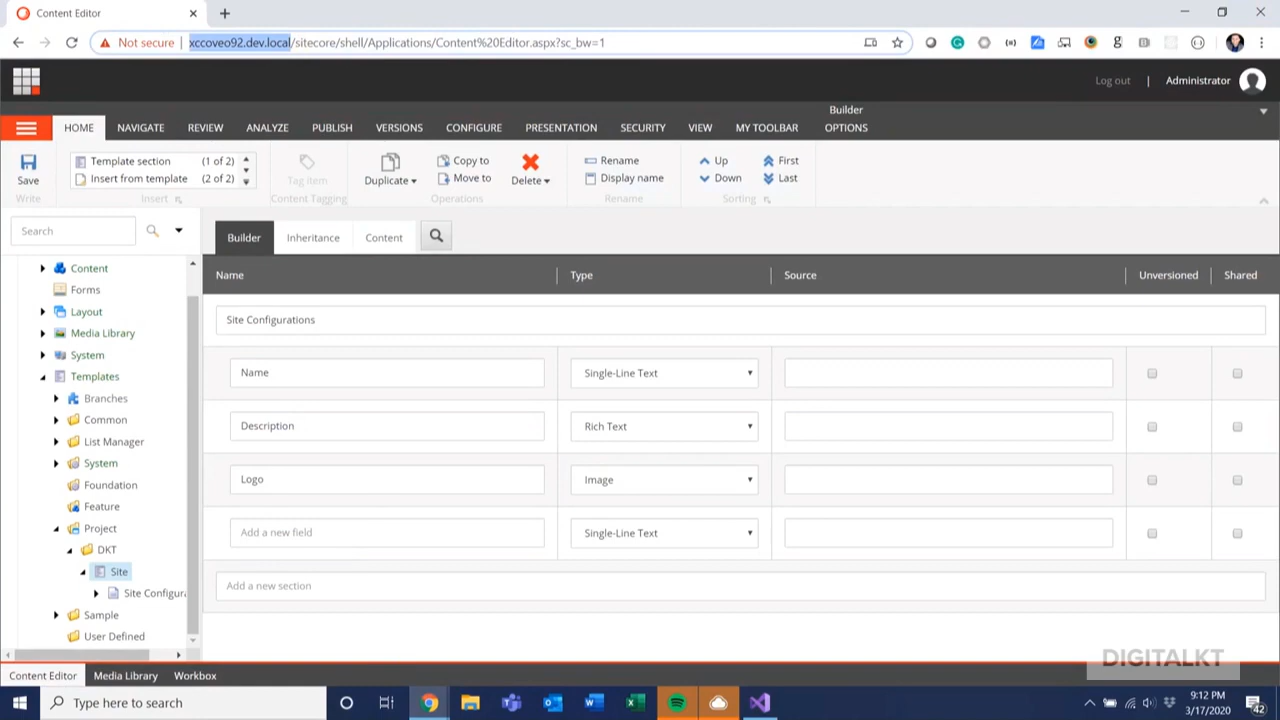 Content Editor
Not secure | xccoveo92.dev.local/sitecore/shell/Applications/Content%20Editor.aspx?sc_bw=1
Log out | Administrator
Builder
HOME NAVIGATE REVIEW ANALYZE PUBLISH VERSIONS CONFIGURE PRESENTATION SECURITY VIEW MY TOOLBAR OPTIONS
Template section (1 of 2) Copy to Rename Up First
Save Insert from template (2 of 2) Tag item Duplicate Move to Delete Display name Down Last
Write Insert Content Tagging Operations Rename Sorting
Search
Builder Inheritance Content
Name Type Source Unversioned Shared
Content
Forms
Layout
Media Library
System
Templates
Branches
Common
List Manager
System
Foundation
Feature
Project
DKT
Site
Site Configura
Sample
User Defined
Site Configurations
Name Single-Line Text
Description Rich Text
Logo Image
Add a new field Single-Line Text
Add a new section
DIGITALKT
Content Editor Media Library Workbox
Type here to search
9:12 PM
3/17/2020
42